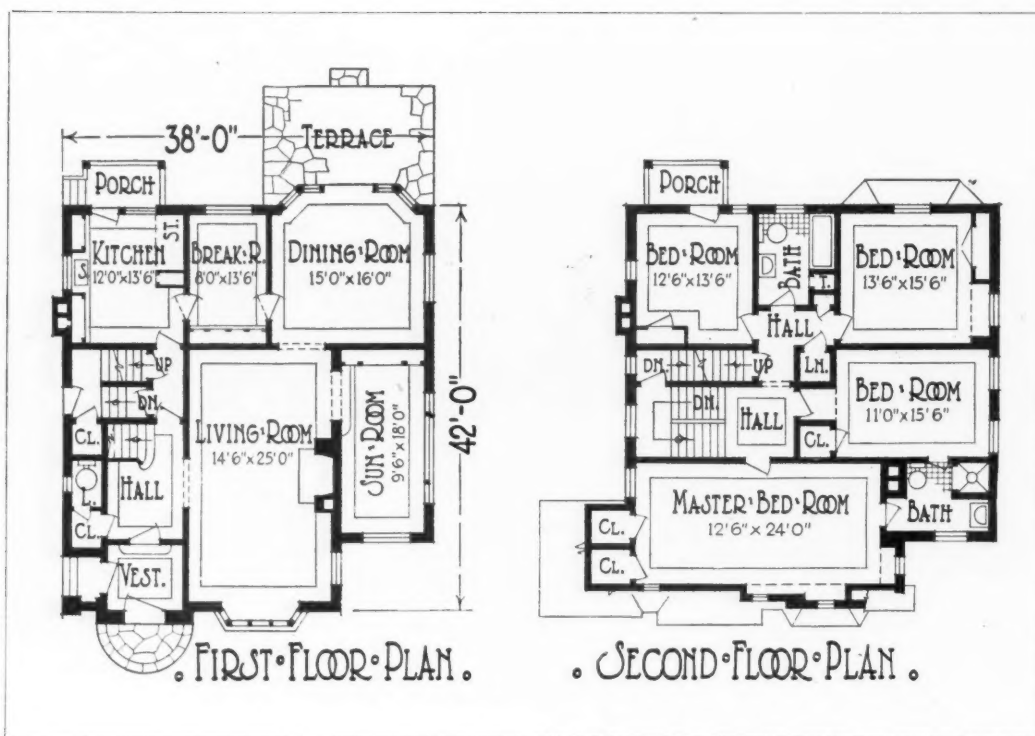 TERRACE
38'-0"
PORCH
KITCHEN
12'0"x13'6"
S.
ST.
BREAK: R.
8'0"x13'6"
DINING: ROOM
15'0"x16'0"
UP
DN.
CL.
L.
CL.
HALL
VEST.
LIVING: ROOM
14'6"x25'0"
SUN: ROOM
9'6"x18'0"
42'-0"
FIRST FLOOR PLAN
PORCH
BED: ROOM
12'6"x13'6"
BATH
T.
BED: ROOM
13'6"x15'6"
HALL
LN.
DN.
UP
DN.
HALL
BED: ROOM
11'0"x15'6"
CL.
MASTER: BED: ROOM
12'6"x24'0"
BATH
CL.
CL.
SECOND FLOOR PLAN